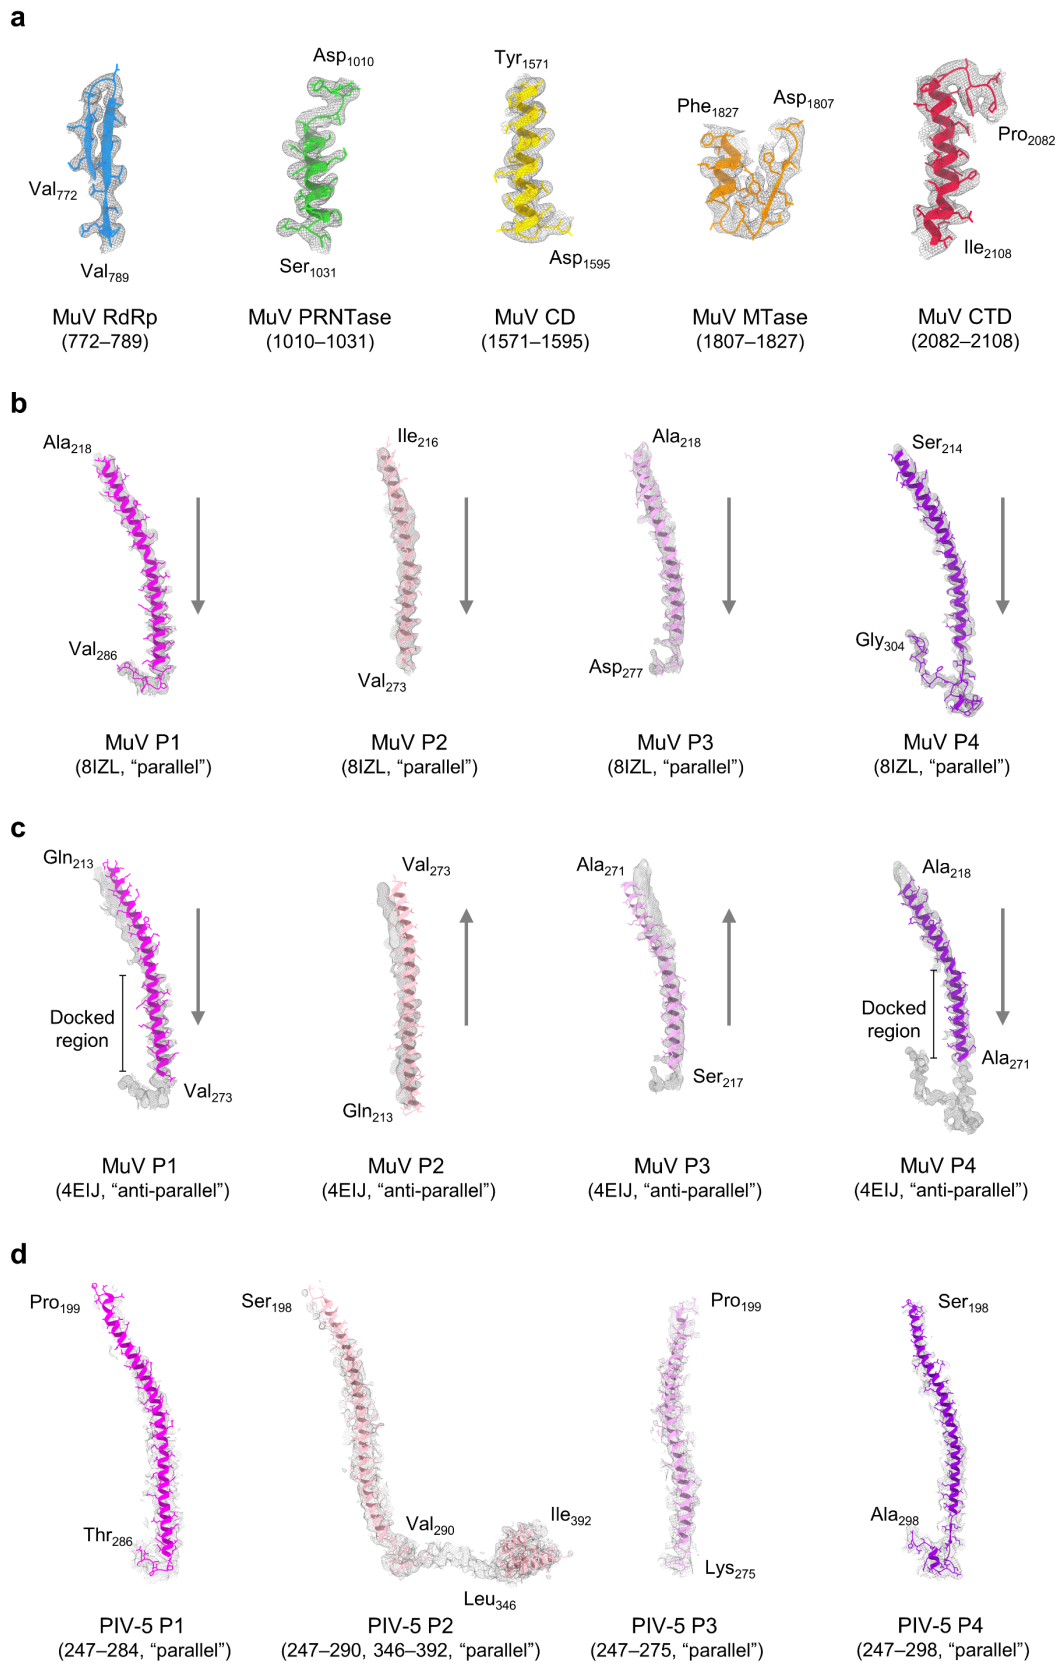 a
Asp1010
Tyr1571
Phe1827
Asp1807
Pro2082
Val772
Val789
Ser1031
Asp1595
Ile2108
MuV RdRp
(772–789)
MuV PRNTase
(1010–1031)
MuV CD
(1571–1595)
MuV MTase
(1807–1827)
MuV CTD
(2082–2108)
b
Ala218
Ile216
Ala218
Ser214
Val286
Val273
Asp277
Gly304
MuV P1
(8IZL, “parallel”)
MuV P2
(8IZL, “parallel”)
MuV P3
(8IZL, “parallel”)
MuV P4
(8IZL, “parallel”)
c
Gln213
Val273
Ala271
Ala218
Docked
region
Val273
Gln213
Ser217
Docked
region
Ala271
MuV P1
(4EIJ, “anti-parallel”)
MuV P2
(4EIJ, “anti-parallel”)
MuV P3
(4EIJ, “anti-parallel”)
MuV P4
(4EIJ, “anti-parallel”)
d
Pro199
Ser198
Pro199
Ser198
Thr286
Val290
Ile392
Leu346
Lys275
Ala298
PIV-5 P1
(247–284, “parallel”)
PIV-5 P2
(247–290, 346–392, “parallel”)
PIV-5 P3
(247–275, “parallel”)
PIV-5 P4
(247–298, “parallel”)